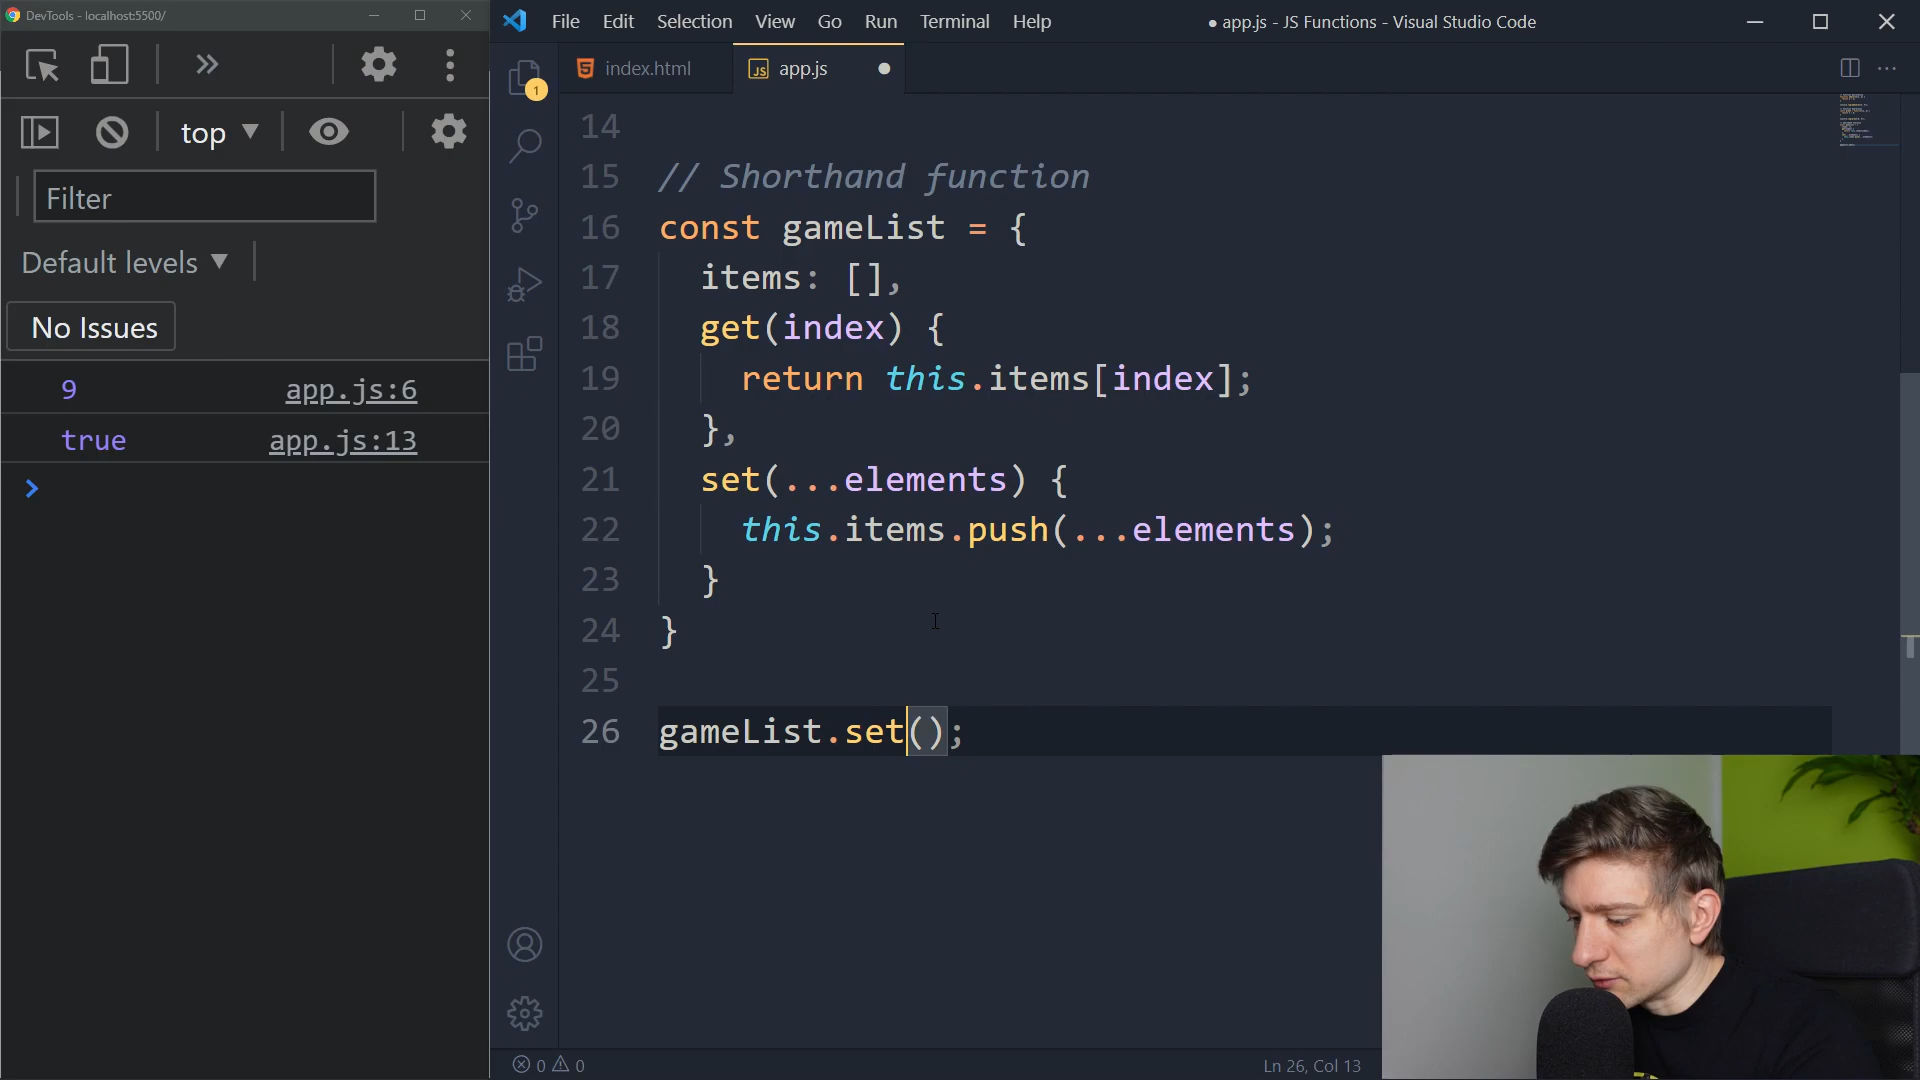 DevTools - localhost:5500/
top
Filter
Default levels
No Issues
9 app.js:6
true app.js:13
File Edit Selection View Go Run Terminal Help
● app.js - JS Functions - Visual Studio Code
index.html
JS app.js
1
14
15 // Shorthand function
16 const gameList = {
17 items: [],
18 get(index) {
19 return this.items[index];
20 },
21 set(...elements) {
22 this.items.push(...elements);
23 }
24 }
25
26 gameList.set();
0 0
Ln 26, Col 13